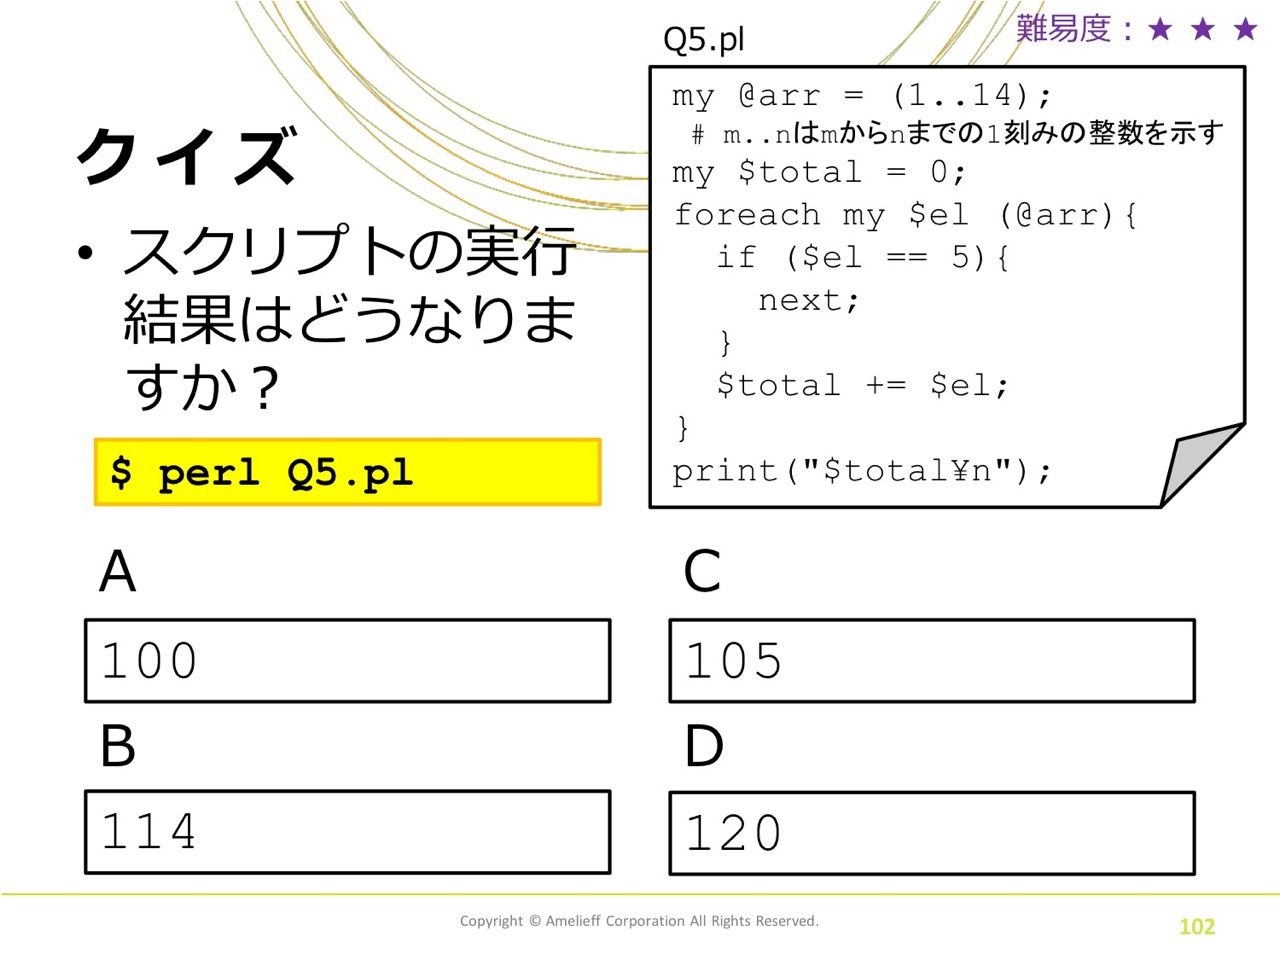 難易度：★ ★ ★
Q5.pl
クイズ
• スクリプトの実行
結果はどうなりま
すか？
$ perl Q5.pl
my @arr = (1..14);
# m..nはmからnまでの1刻みの整数を示す
my $total = 0;
foreach my $el (@arr){
if ($el == 5){
next;
}
$total += $el;
}
print("$total¥n");
A
100
B
114
C
105
D
120
Copyright © Amelieff Corporation All Rights Reserved.
102